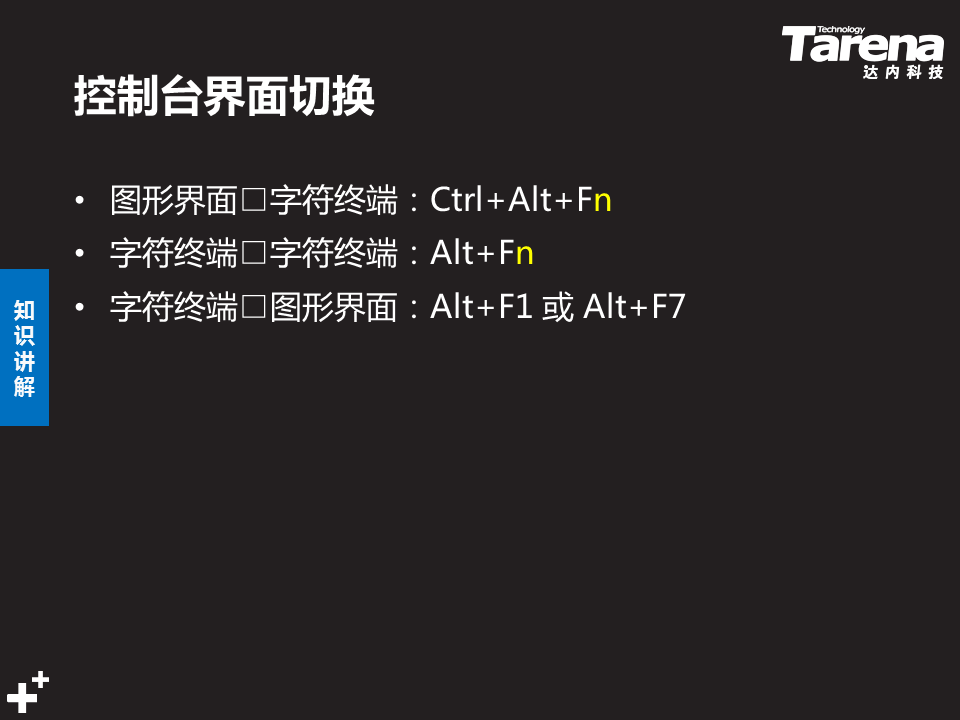 Technology
Tarena
达内科技
控制台界面切换
• 图形界面□字符终端：Ctrl+Alt+Fn
• 字符终端□字符终端：Alt+Fn
• 字符终端□图形界面：Alt+F1 或 Alt+F7
知
识
讲
解